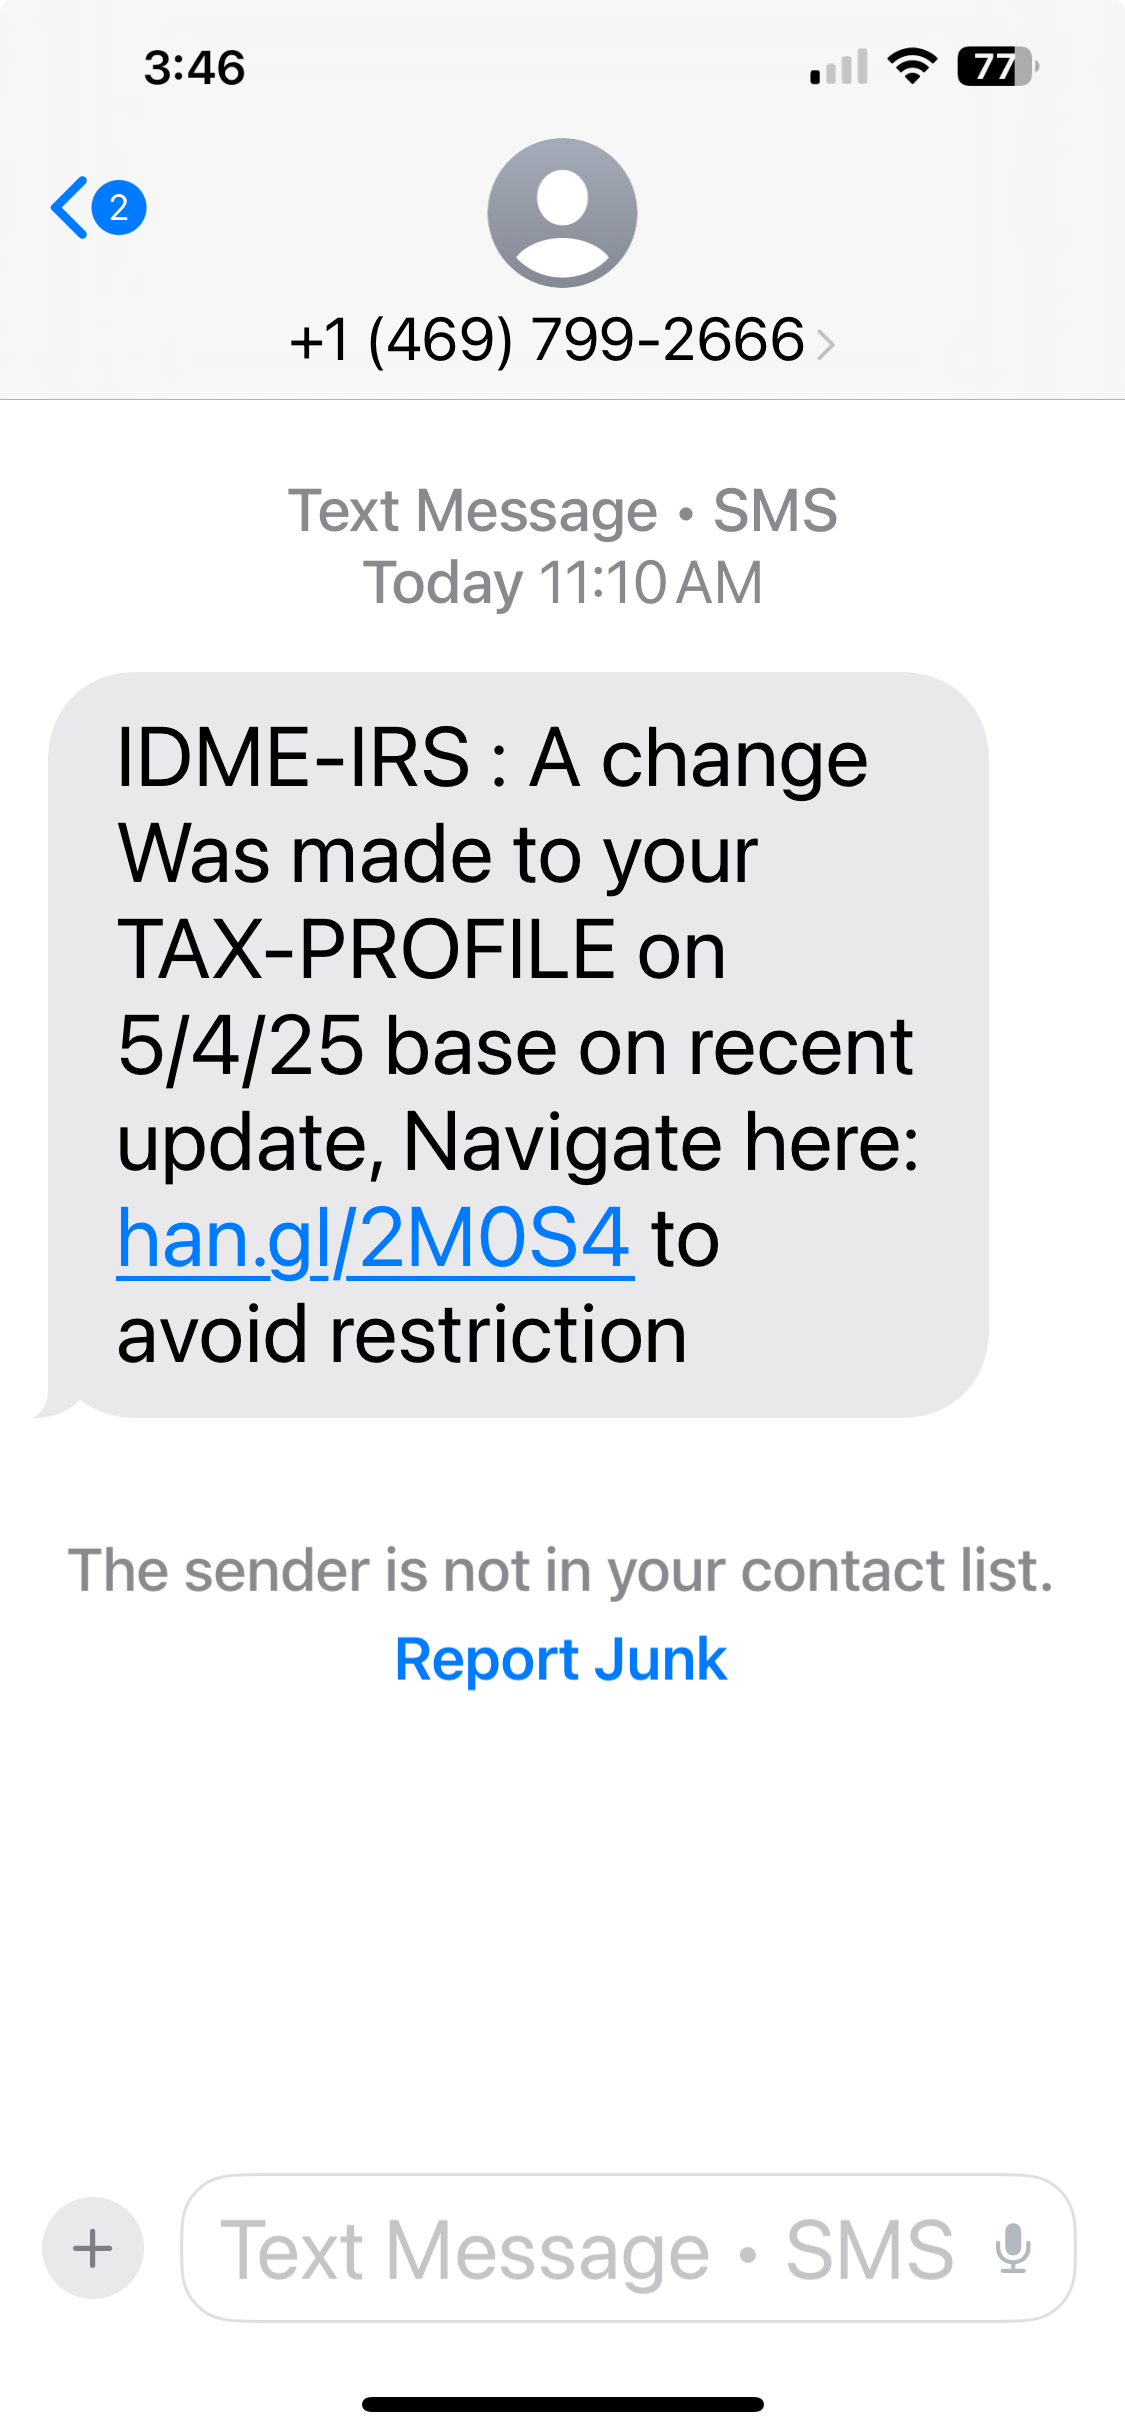 3:46
77
2
+1 (469) 799-2666
Text Message • SMS
Today 11:10 AM
IDME-IRS : A change
Was made to your
TAX-PROFILE on
5/4/25 base on recent
update, Navigate here:
han.gl/2M0S4 to
avoid restriction
The sender is not in your contact list.
Report Junk
Text Message • SMS